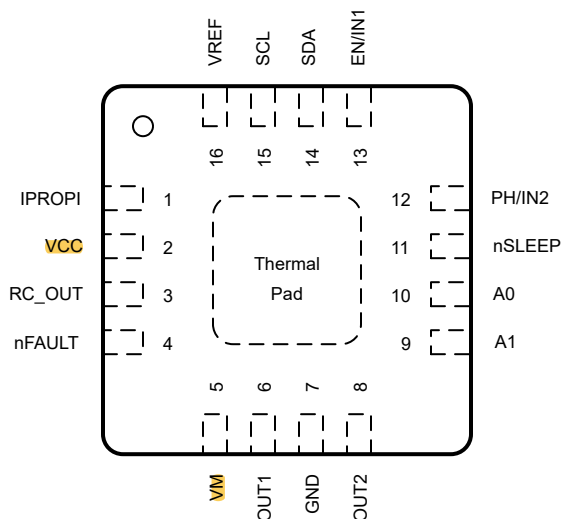 VREF
SCL
SDA
EN/IN1
16
15
14
13
IPROPI
1
12
PH/IN2
VCC
2
11
nSLEEP
Thermal
Pad
RC_OUT
3
10
A0
nFAULT
4
9
A1
5
6
7
8
VM
OUT1
GND
OUT2